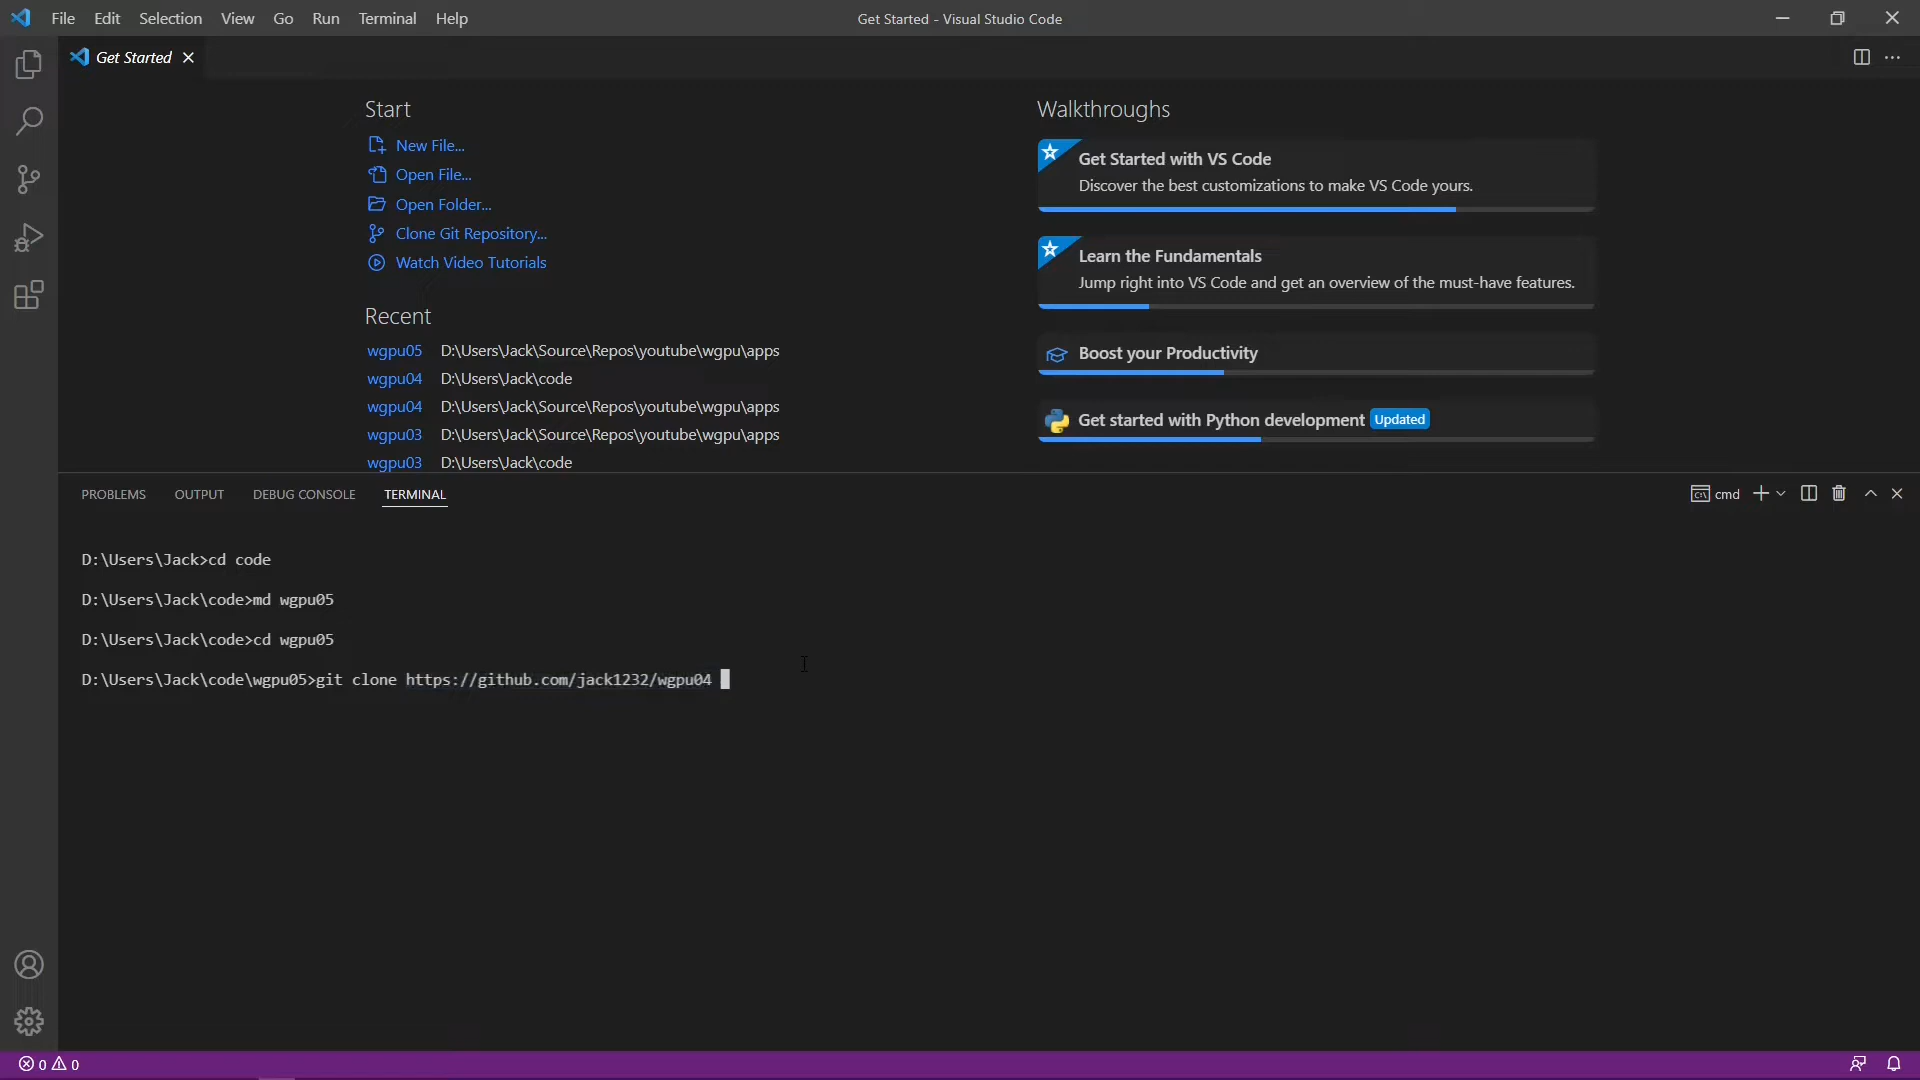 File Edit Selection View Go Run Terminal Help
Get Started - Visual Studio Code
Get Started
Start
New File...
Open File...
Open Folder...
Clone Git Repository...
Watch Video Tutorials
Recent
wgpu05 D:\Users\Jack\Source\Repos\youtube\wgpu\apps
wgpu04 D:\Users\Jack\code
wgpu04 D:\Users\Jack\Source\Repos\youtube\wgpu\apps
wgpu03 D:\Users\Jack\Source\Repos\youtube\wgpu\apps
wgpu03 D:\Users\Jack\code
Walkthroughs
Get Started with VS Code
Discover the best customizations to make VS Code yours.
Learn the Fundamentals
Jump right into VS Code and get an overview of the must-have features.
Boost your Productivity
Get started with Python development Updated
PROBLEMS OUTPUT DEBUG CONSOLE TERMINAL
cmd
D:\Users\Jack>cd code
D:\Users\Jack\code>md wgpu05
D:\Users\Jack\code>cd wgpu05
D:\Users\Jack\code\wgpu05>git clone https://github.com/jack1232/wgpu04
0 0